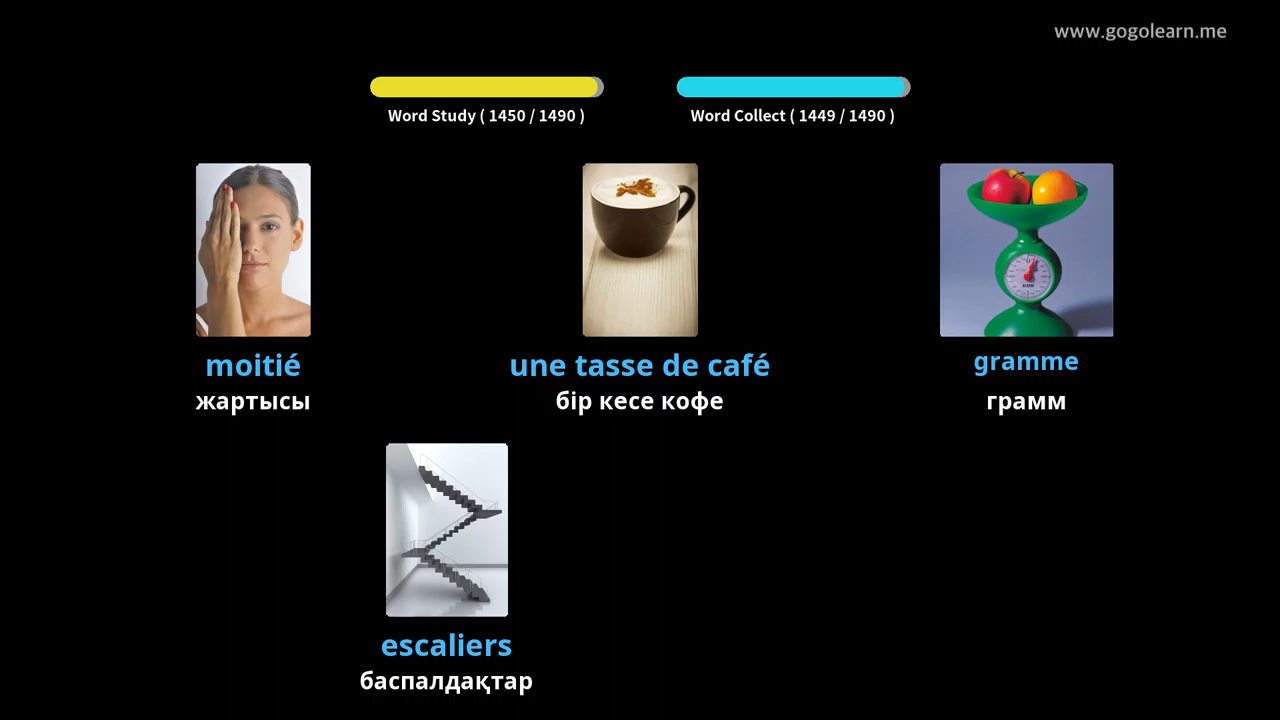 www.gogolearn.me
Word Study ( 1450 / 1490 )
Word Collect ( 1449 / 1490 )
moitié
une tasse de café
gramme
жартысы
бір кесе кофе
грамм
escaliers
баспалдақтар